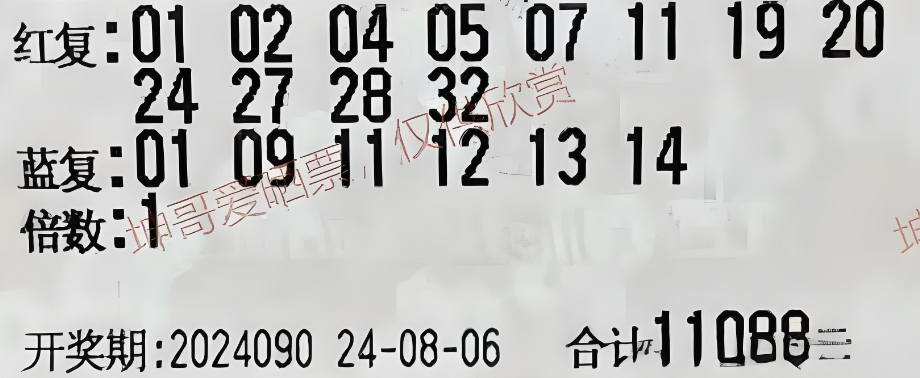 红复:01 02 04 05 07 11 19 20
24 27 28 32
蓝复:01 09 11 12 13 14
倍数:1
坤哥爱晒票，仅供欣赏
坤
开奖期:2024090 24-08-06 合计11088